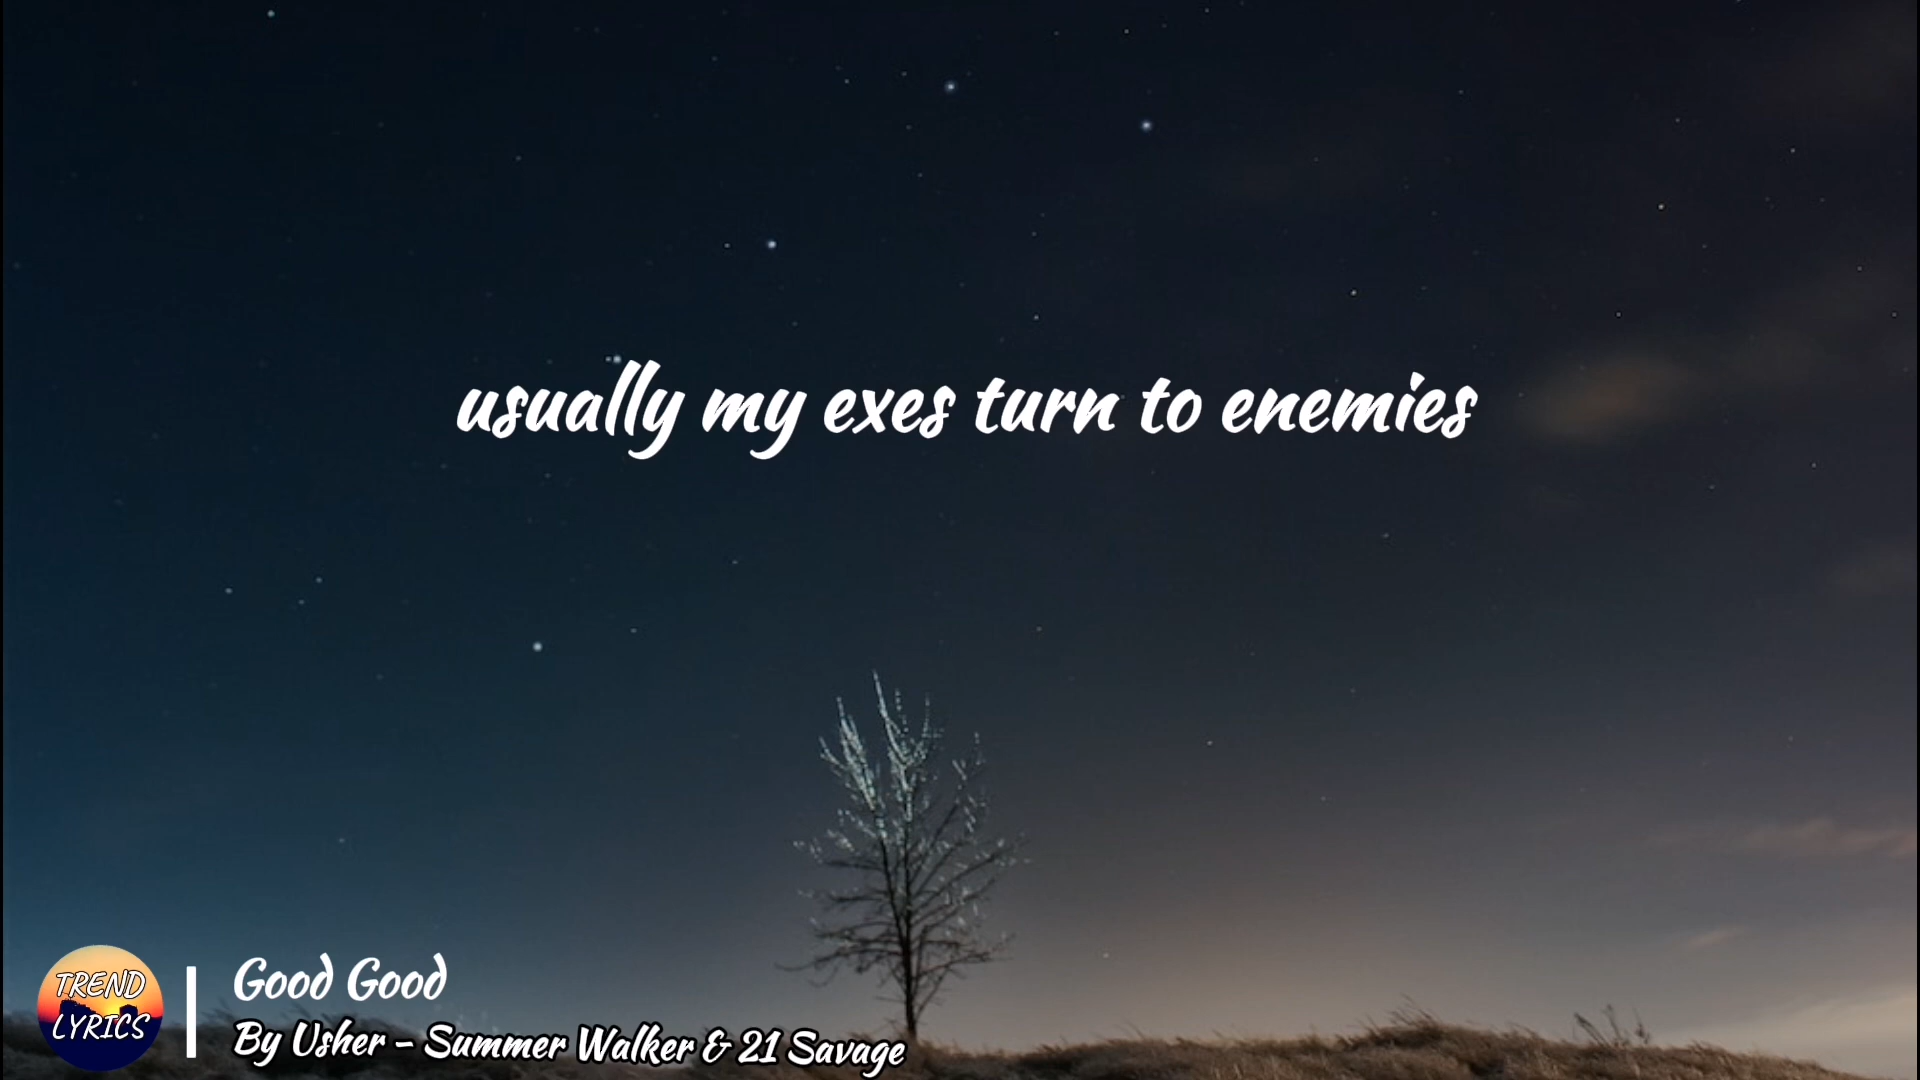 usually my exes turn to enemies
TREND
LYRICS
Good Good
By Usher - Summer Walker & 21 Savage